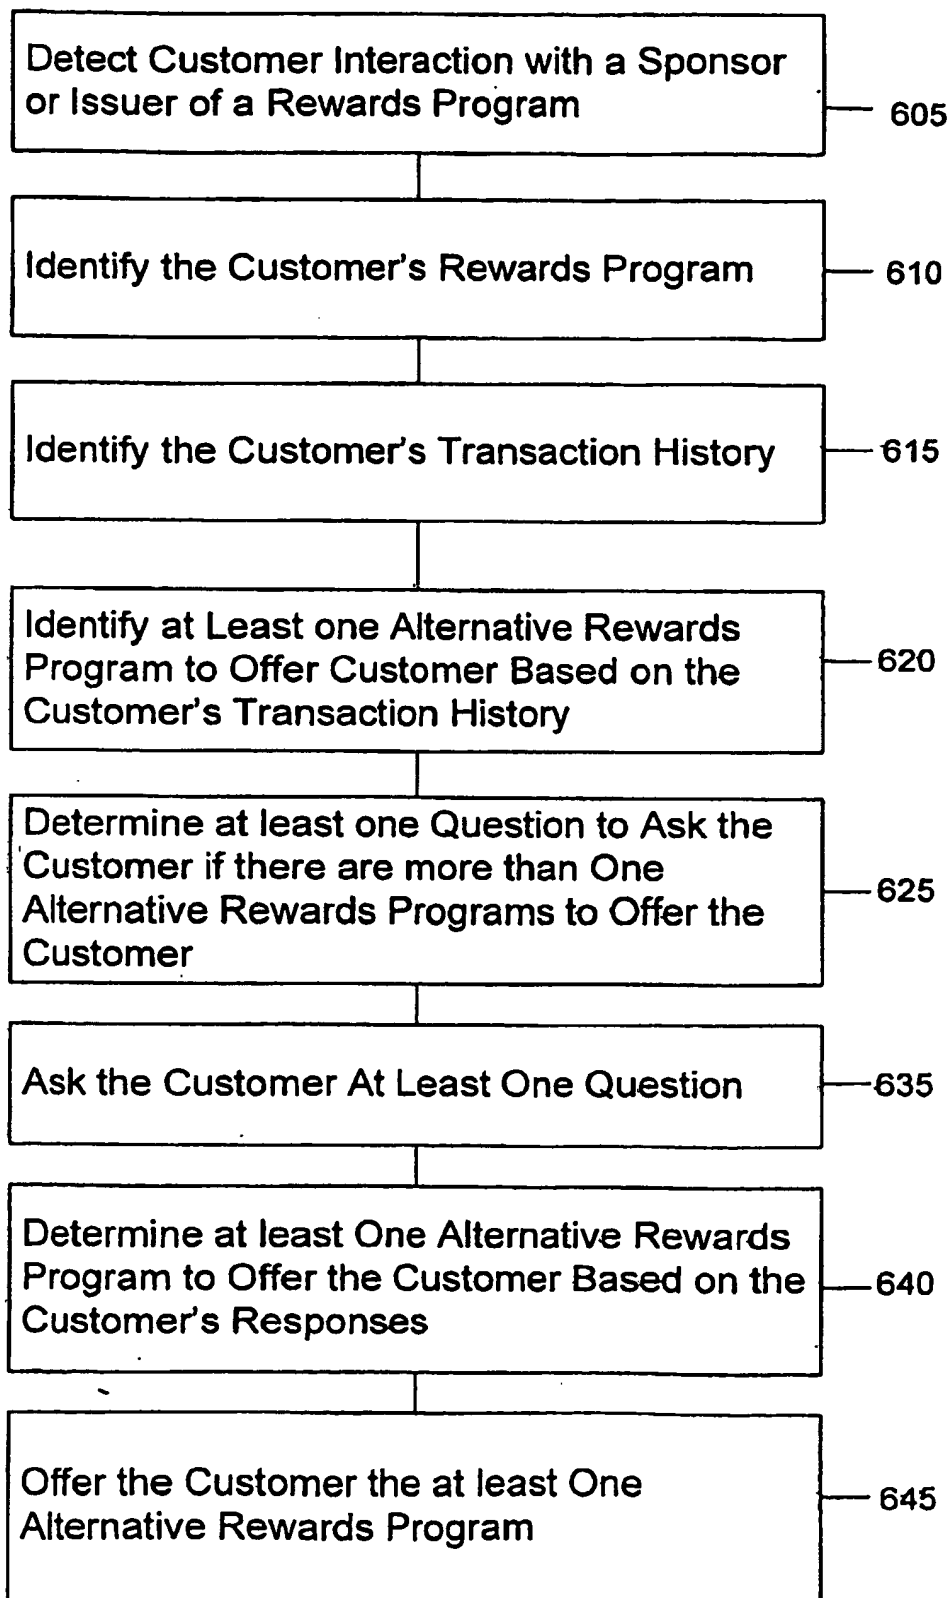 Detect Customer Interaction with a Sponsor
or Issuer of a Rewards Program
605
Identify the Customer's Rewards Program
610
Identify the Customer's Transaction History
615
Identify at Least one Alternative Rewards
Program to Offer Customer Based on the
Customer's Transaction History
620
Determine at least one Question to Ask the
Customer if there are more than One
Alternative Rewards Programs to Offer the
Customer
625
Ask the Customer At Least One Question
635
Determine at least One Alternative Rewards
Program to Offer the Customer Based on the
Customer's Responses
640
Offer the Customer the at least One
Alternative Rewards Program
645